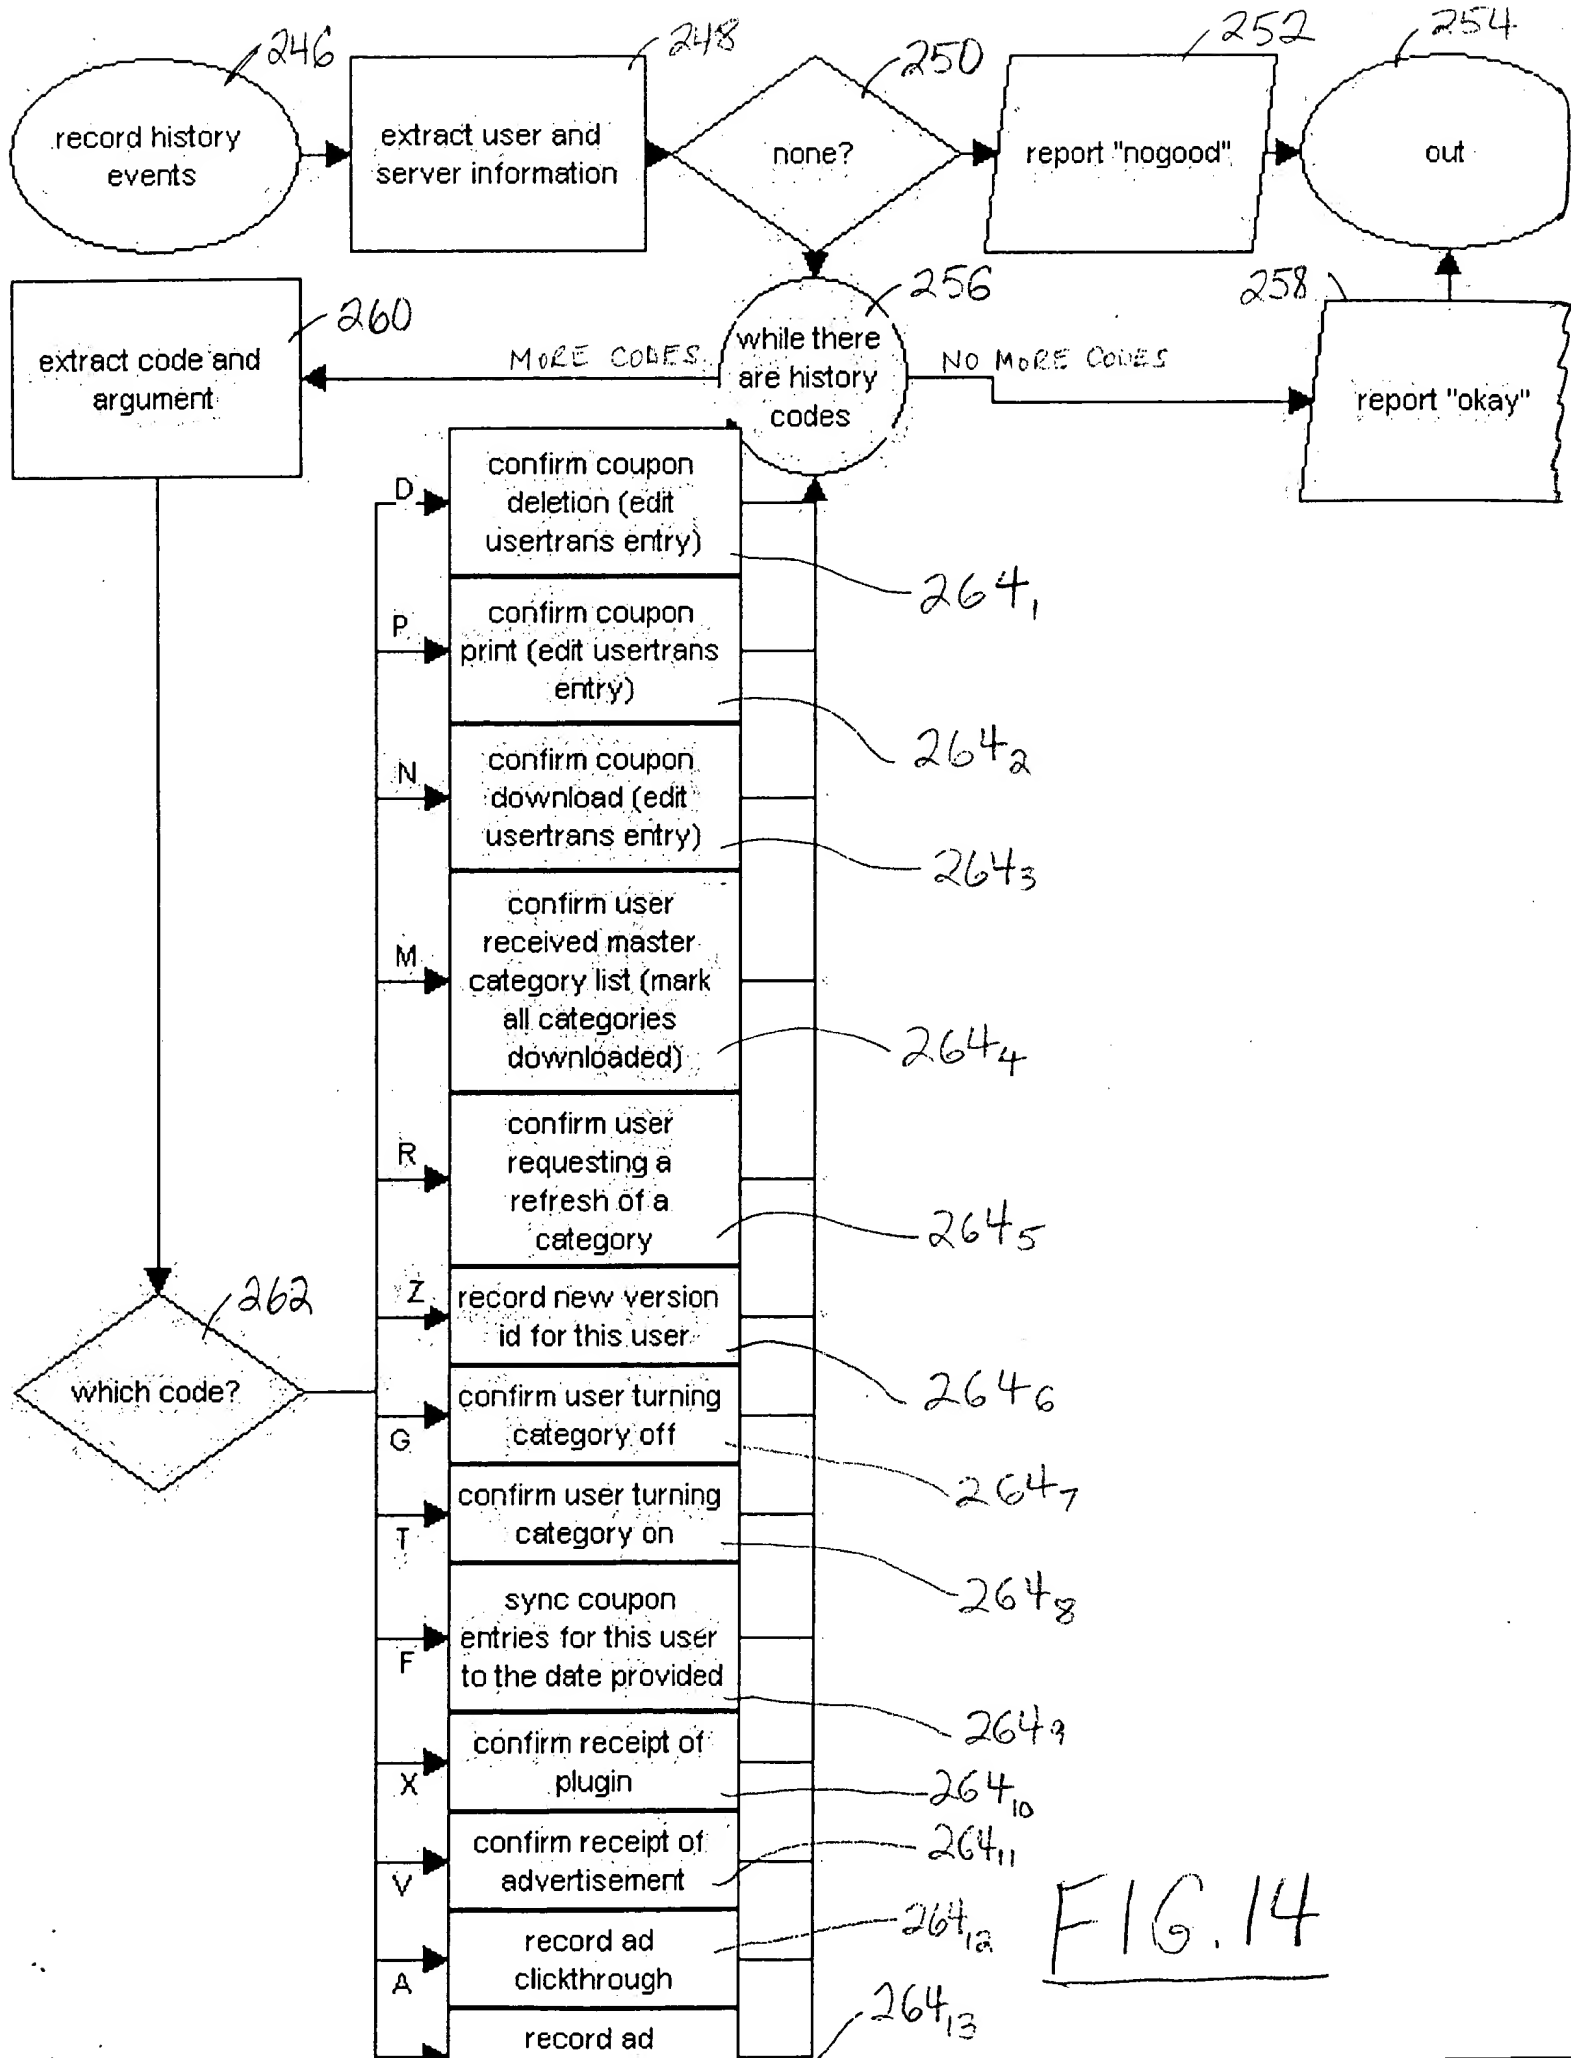 246
248
250
252
254
record history
events
extract user and
server information
none?
report "nogood"
out
256
258
260
extract code and
argument
MORE CODES
while there
are history
codes
NO MORE CODES
report "okay"
D
confirm coupon
deletion (edit
usertrans entry)
264₁
P
confirm coupon
print (edit usertrans
entry)
264₂
N
confirm coupon
download (edit
usertrans entry)
264₃
M
confirm user
received master
category list (mark
all categories
downloaded)
264₄
R
confirm user
requesting a
refresh of a
category
264₅
262
which code?
Z
record new version
id for this user
264₆
G
confirm user turning
category off
264₇
T
confirm user turning
category on
264₈
F
sync coupon
entries for this user
to the date provided
264₉
X
confirm receipt of
plugin
264₁₀
V
confirm receipt of
advertisement
264₁₁
A
record ad
clickthrough
264₁₂
record ad
264₁₃
FIG. 14